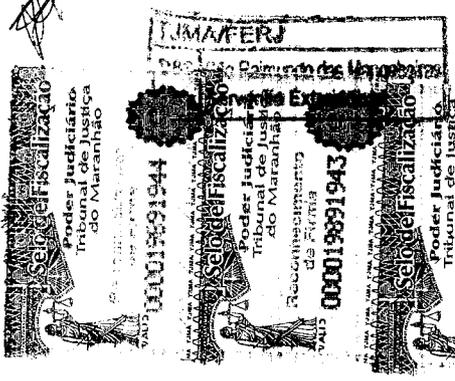 TJMA/FERJ
Raimundo das Mangabeiras
Selo de Fiscalização
Poder Judiciário
Tribunal de Justiça
do Maranhão
000019891944
Selo de Fiscalização
Poder Judiciário
Tribunal de Justiça
do Maranhão
Reconhecimento
de Firma
000019891943
Selo de Fiscalização
Poder Judiciário
Tribunal de Justiça